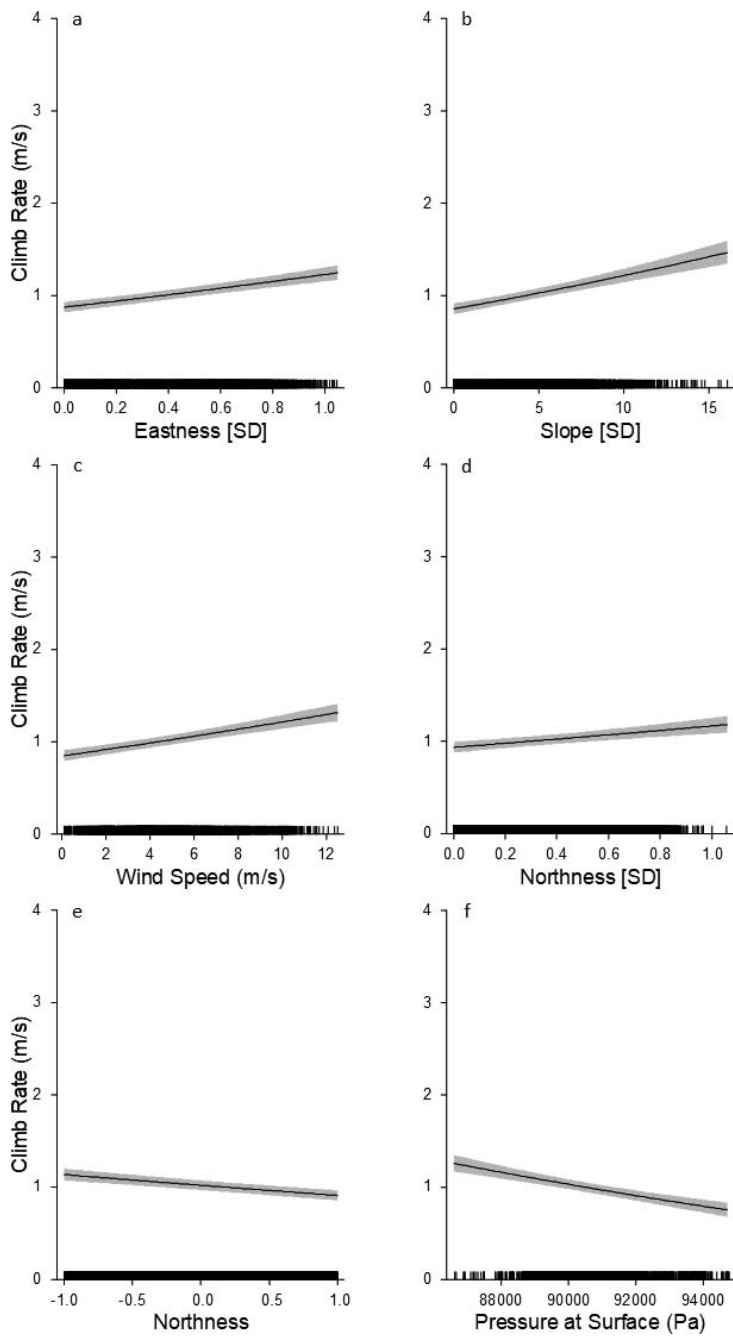 a
b
4
3
2
1
0
Climb Rate (m/s)
0.0 0.2 0.4 0.6 0.8 1.0
Eastness [SD]
4
3
2
1
0
0 5 10 15
Slope [SD]
c
d
4
3
2
1
0
Climb Rate (m/s)
0 2 4 6 8 10 12
Wind Speed (m/s)
4
3
2
1
0
0.0 0.2 0.4 0.6 0.8 1.0
Northness [SD]
e
f
4
3
2
1
0
Climb Rate (m/s)
-1.0 -0.5 0.0 0.5 1.0
Northness
4
3
2
1
0
88000 90000 92000 94000
Pressure at Surface (Pa)